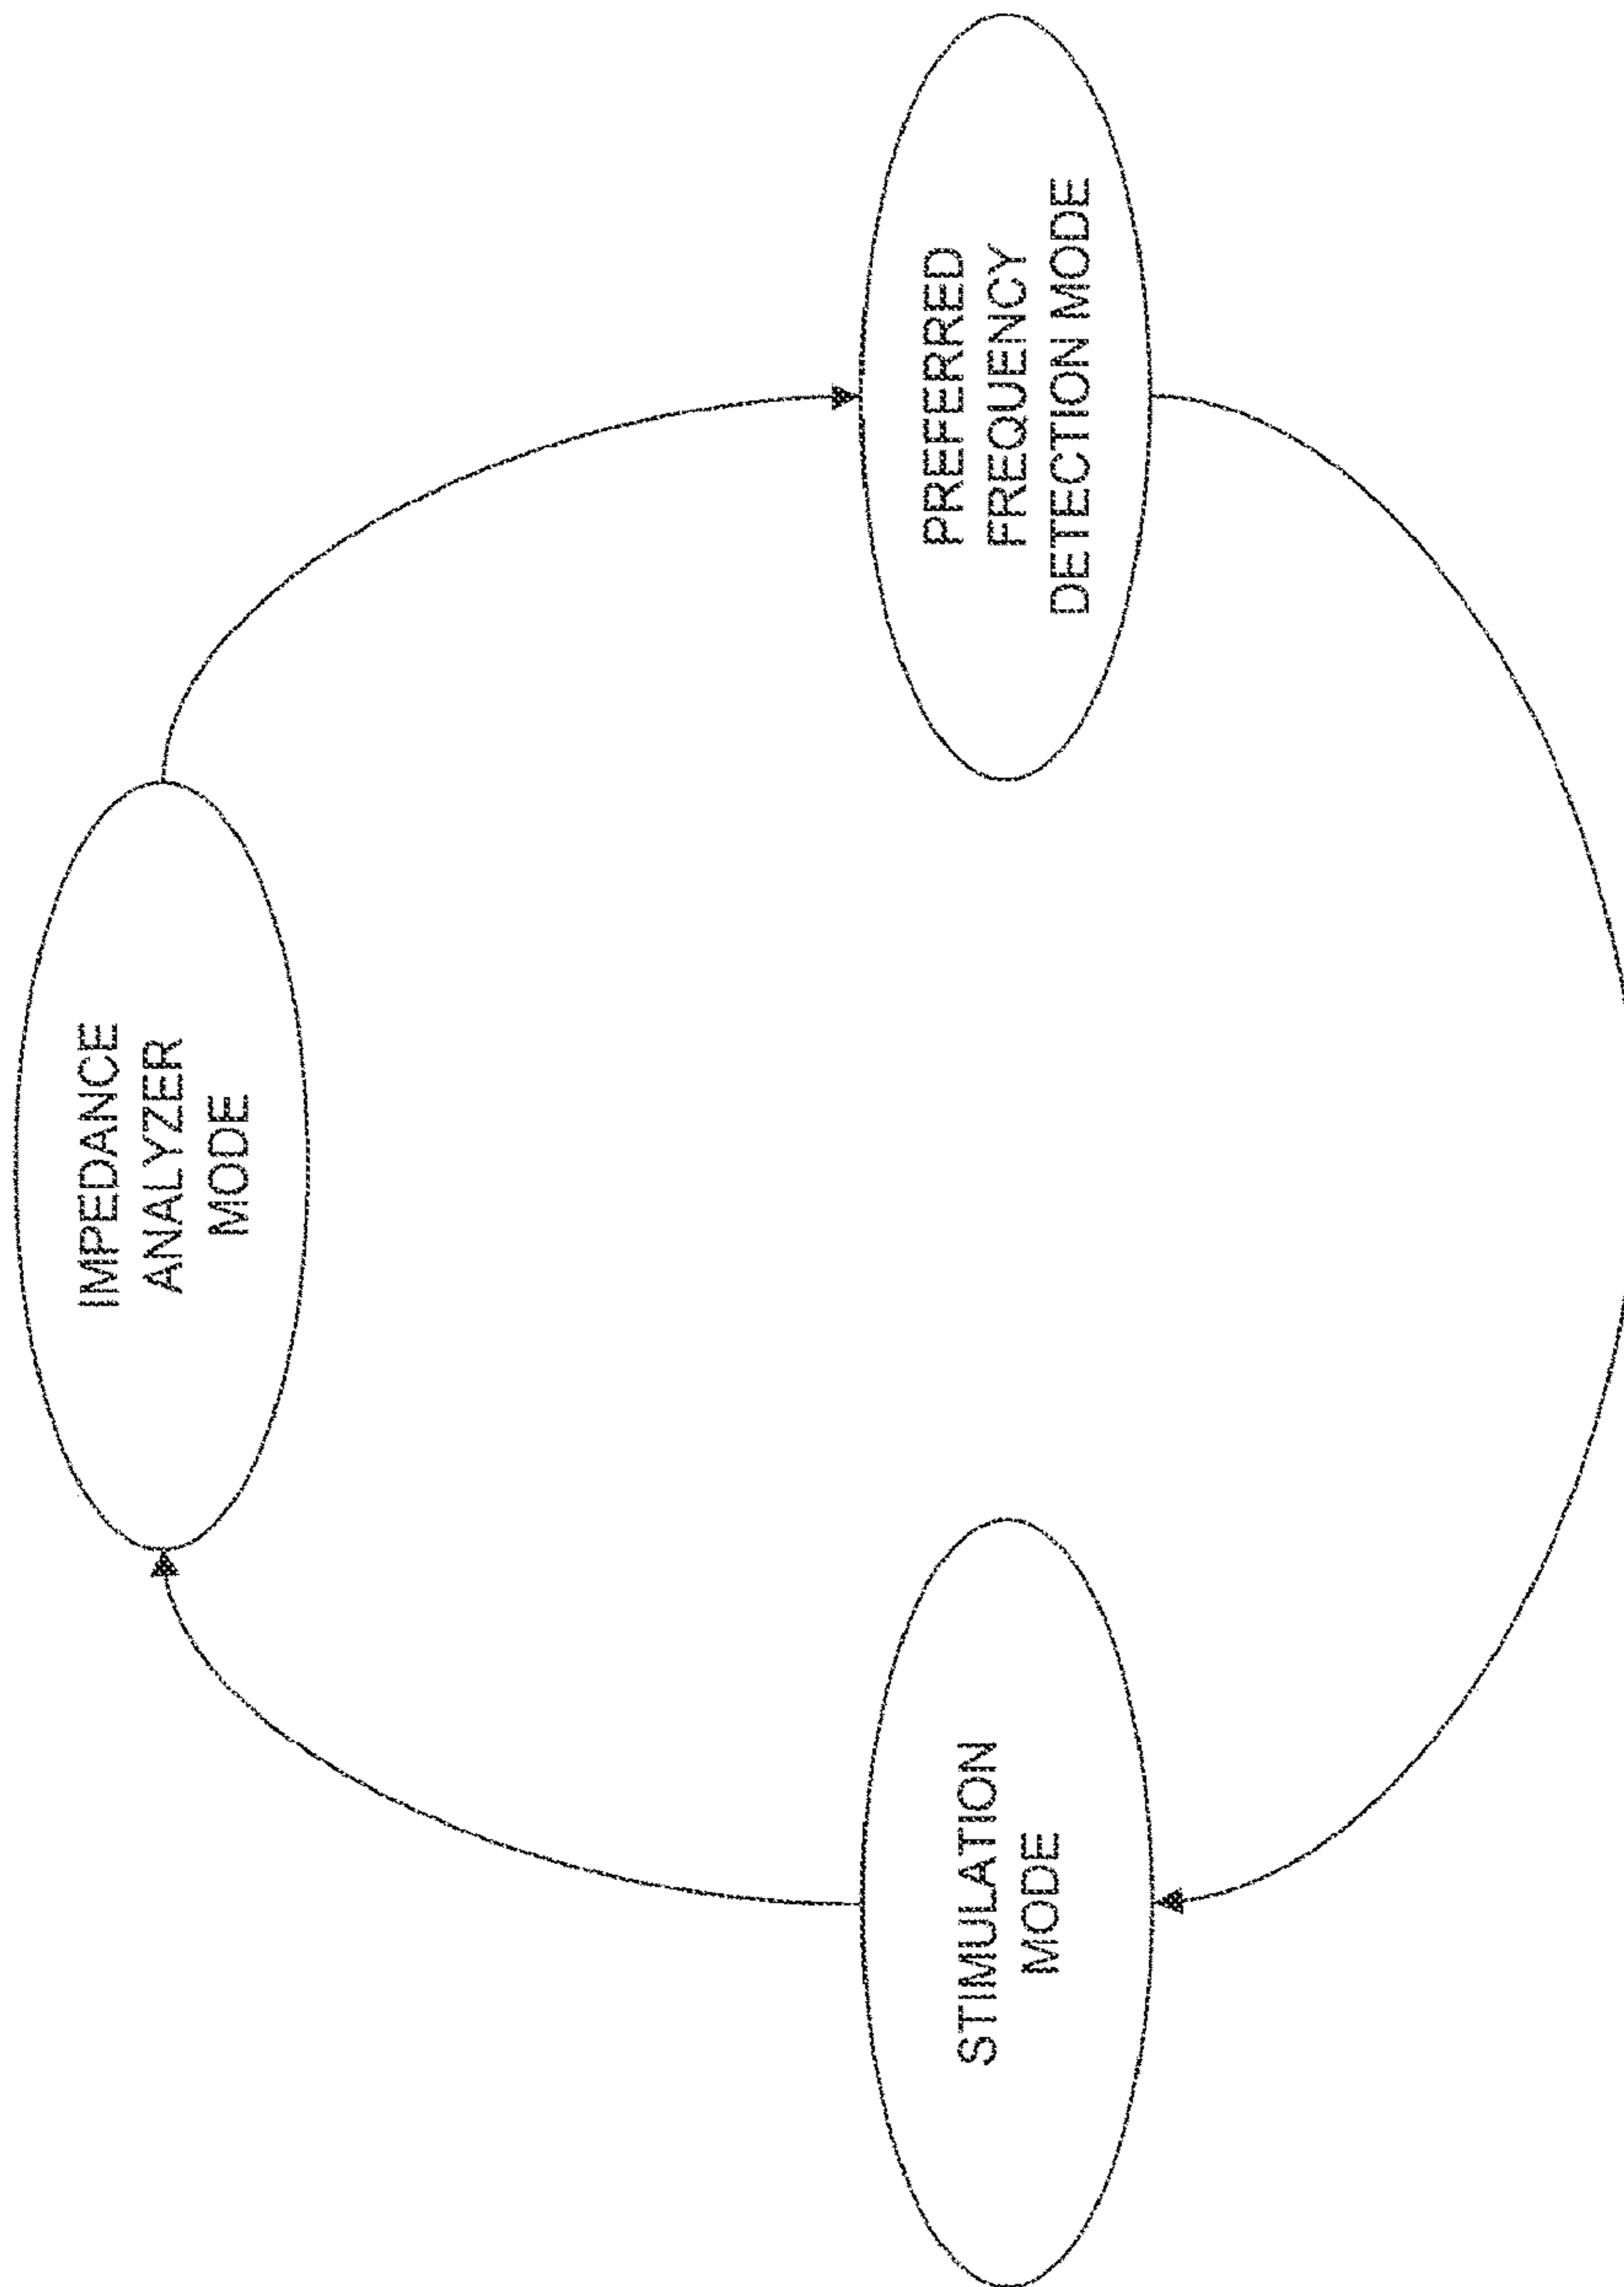 IMPEDANCE
ANALYZER
MODE
PREFERRED
FREQUENCY
DETECTION MODE
STIMULATION
MODE